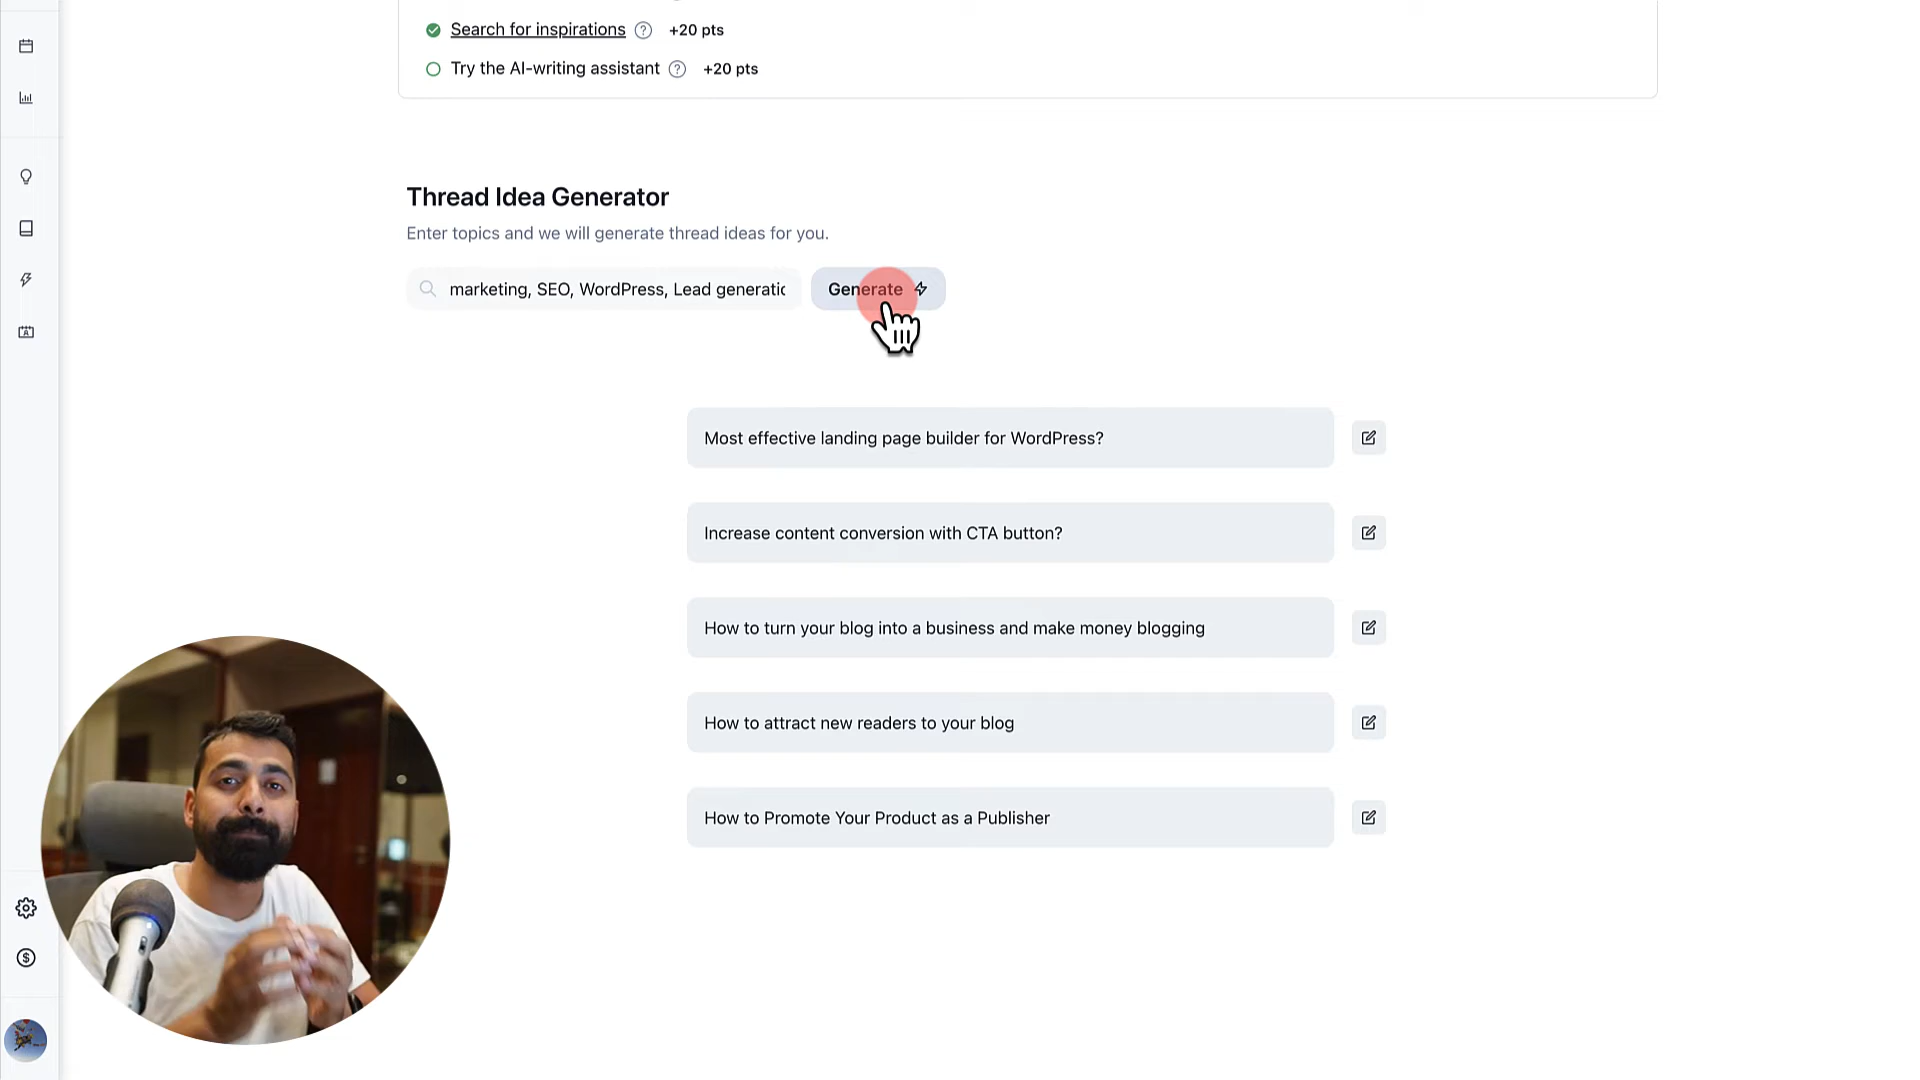 Search for inspirations ? +20 pts
Try the AI-writing assistant ? +20 pts
Thread Idea Generator
Enter topics and we will generate thread ideas for you.
marketing, SEO, WordPress, Lead generatic
Generate
Most effective landing page builder for WordPress?
Increase content conversion with CTA button?
How to turn your blog into a business and make money blogging
How to attract new readers to your blog
How to Promote Your Product as a Publisher